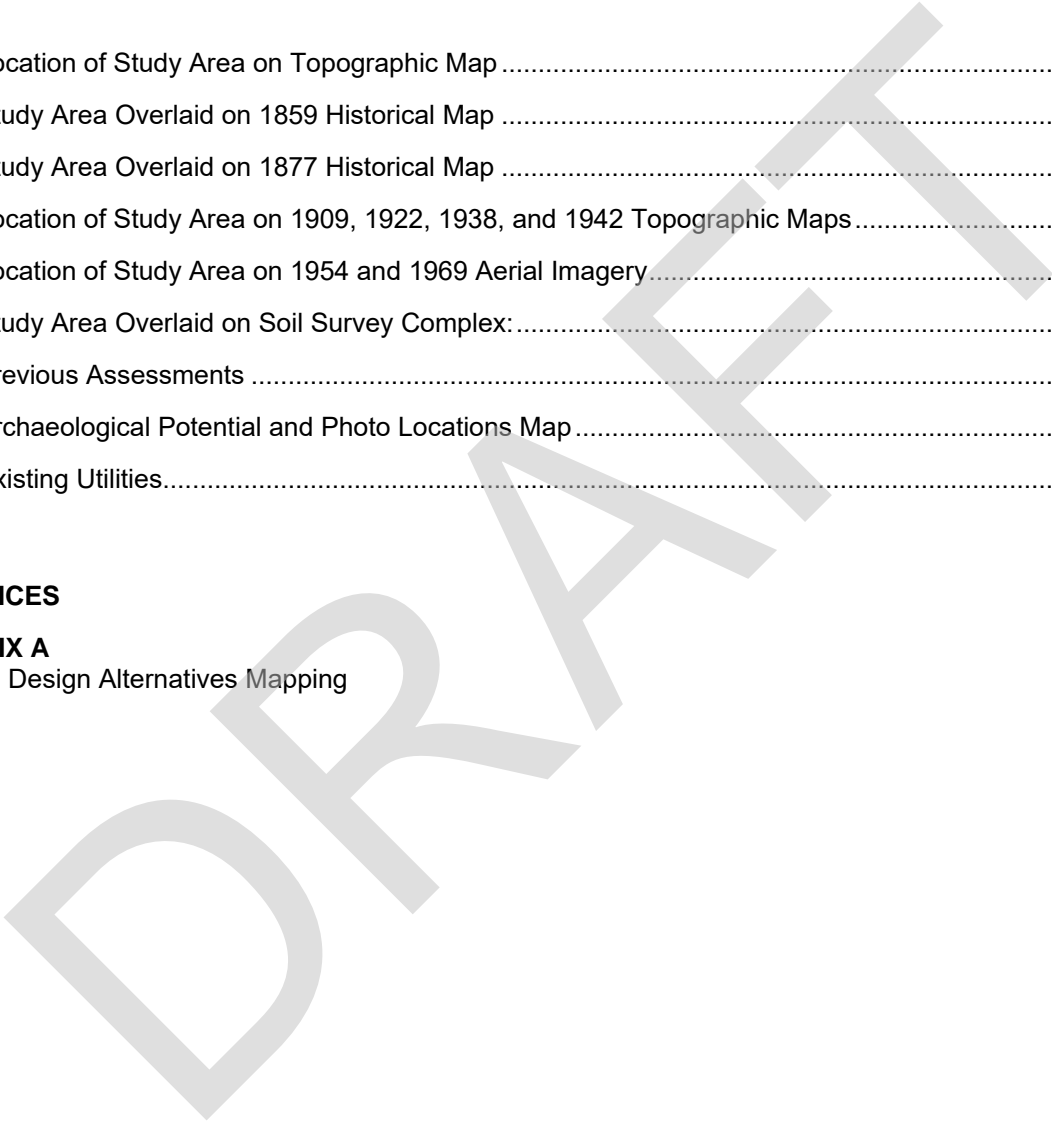 ocation of Study Area on Topographic Map ....................................................................................
tudy Area Overlaid on 1859 Historical Map ....................................................................................
tudy Area Overlaid on 1877 Historical Map ....................................................................................
ocation of Study Area on 1909, 1922, 1938, and 1942 Topographic Maps ...........................
ocation of Study Area on 1954 and 1969 Aerial Imagery .......................................................
tudy Area Overlaid on Soil Survey Complex: ..........................................................................
revious Assessments ..............................................................................................................
rchaeological Potential and Photo Locations Map ..................................................................
xisting Utilities..........................................................................................................................
ICES
IX A
Design Alternatives Mapping
DRAFT